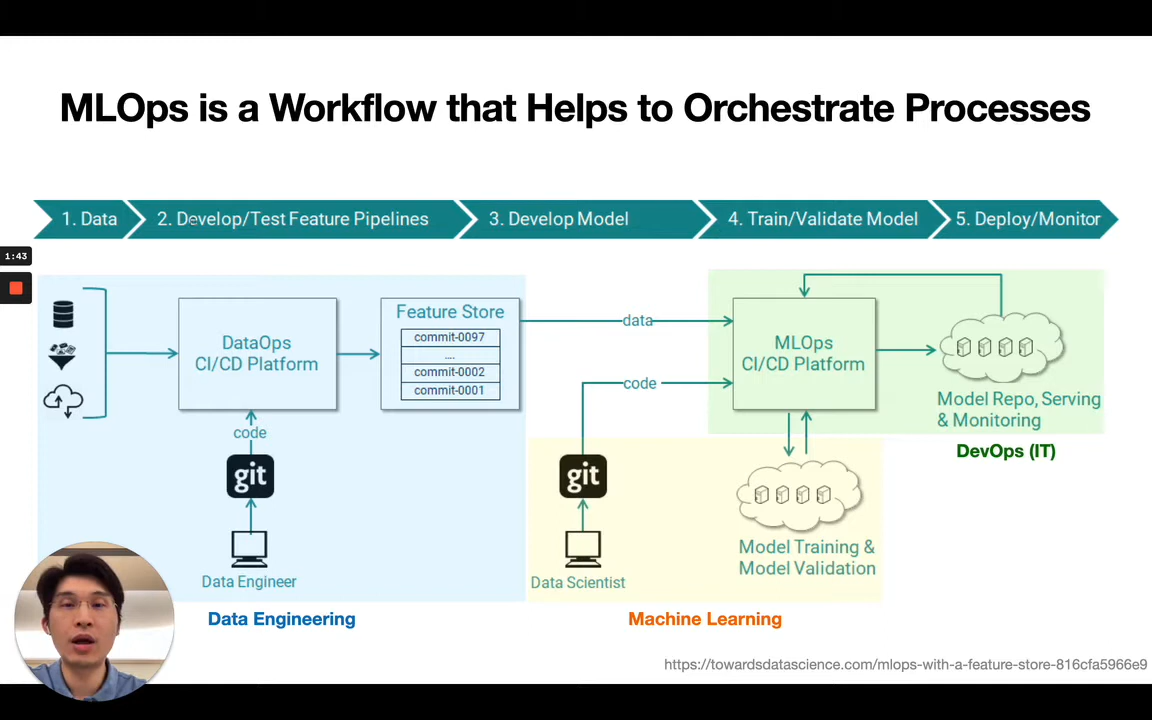 MLOps is a Workflow that Helps to Orchestrate Processes
1. Data
2. Develop/Test Feature Pipelines
3. Develop Model
4. Train/Validate Model
5. Deploy/Monitor
1:43
DataOps
CI/CD Platform
Feature Store
commit-0097
....
commit-0002
commit-0001
data
code
MLOps
CI/CD Platform
Model Repo, Serving
& Monitoring
DevOps (IT)
code
git
Data Engineer
Data Engineering
git
Data Scientist
Model Training &
Model Validation
Machine Learning
https://towardsdatascience.com/mlops-with-a-feature-store-816cfa5966e9